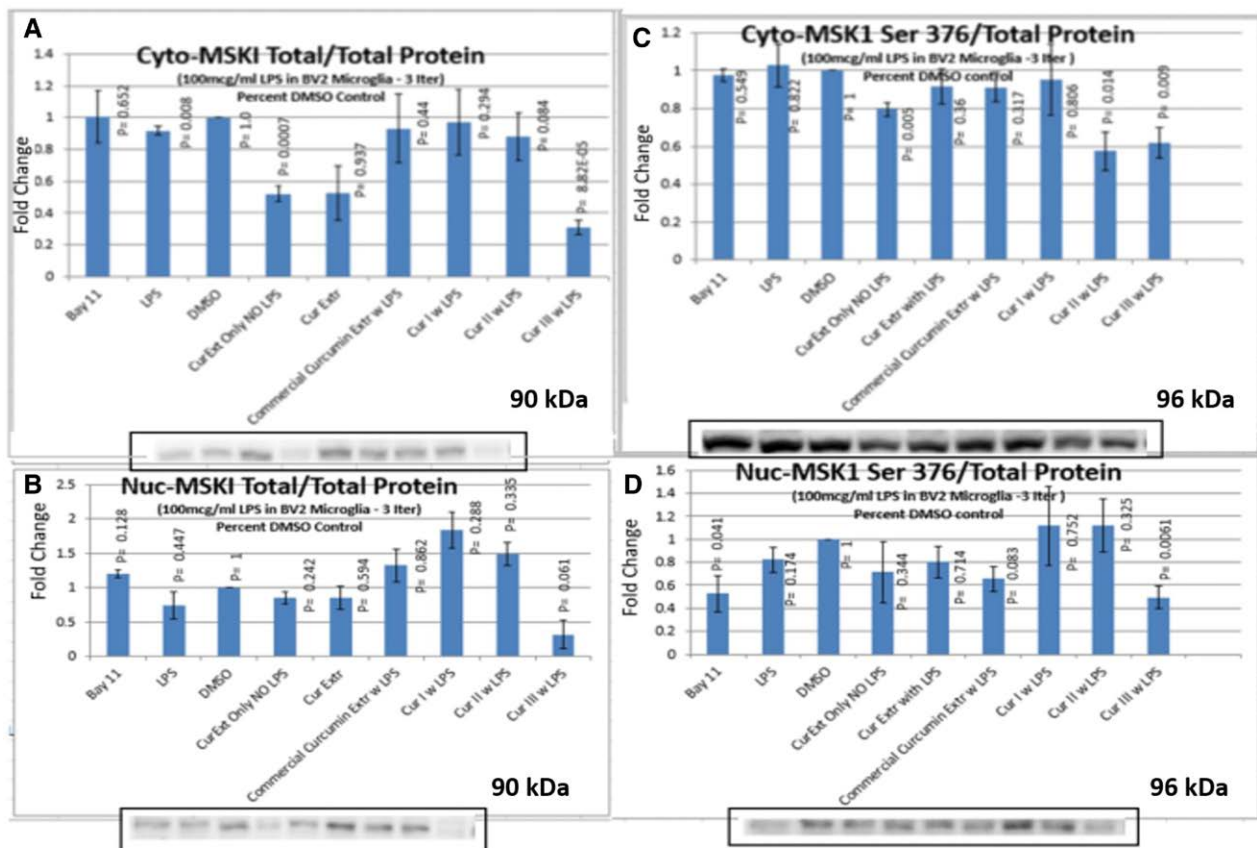 A
Cyto-MSKI Total/Total Protein
(100mcg/ml LPS in BV2 Microglia - 3 Iter)
Percent DMSO Control
Fold Change
1.4
1.2
1
0.8
0.6
0.4
0.2
0
P= 0.652
P= 0.008
P= 1.0
P= 0.0007
P= 0.937
P= 0.44
P= 0.294
P= 0.084
P= 8.82E-05
Bay 11
LPS
DMSO
CurExt Only NO LPS
Cur Extr
Commercial Curcumin Extr w LPS
Cur I w LPS
Cur II w LPS
Cur III w LPS
90 kDa
B
Nuc-MSKI Total/Total Protein
(100mcg/ml LPS in BV2 Microglia - 3 Iter)
Percent DMSO Control
Fold Change
2.5
2
1.5
1
0.5
0
P= 0.128
P= 0.447
P= 1
P= 0.242
P= 0.594
P= 0.862
P= 0.288
P= 0.335
P= 0.061
Bay 11
LPS
DMSO
CurExt Only NO LPS
Cur Extr
Commercial Curcumin Extr w LPS
Cur I w LPS
Cur II w LPS
Cur III w LPS
90 kDa
C
Cyto-MSK1 Ser 376/Total Protein
(100mcg/ml LPS in BV2 Microglia -3 Iter)
Percent DMSO control
Fold Change
1.2
1
0.8
0.6
0.4
0.2
0
P= 0.549
P= 0.822
P= 1
P= 0.005
P= 0.36
P= 0.317
P= 0.806
P= 0.014
P= 0.009
Bay 11
LPS
DMSO
CurExt Only NO LPS
Cur Extr with LPS
Commercial Curcumin Extr w LPS
Cur I w LPS
Cur II w LPS
Cur III w LPS
96 kDa
D
Nuc-MSK1 Ser 376/Total Protein
(100mcg/ml LPS in BV2 Microglia -3 Iter )
Percent DMSO control
Fold Change
1.6
1.4
1.2
1
0.8
0.6
0.4
0.2
0
P= 0.041
P= 0.174
P= 1
P= 0.344
P= 0.714
P= 0.083
P= 0.752
P= 0.325
P= 0.0061
Bay 11
LPS
DMSO
CurExt Only NO LPS
Cur Extr with LPS
Commercial Curcumin Extr w LPS
Cur I w LPS
Cur II w LPS
Cur III w LPS
96 kDa